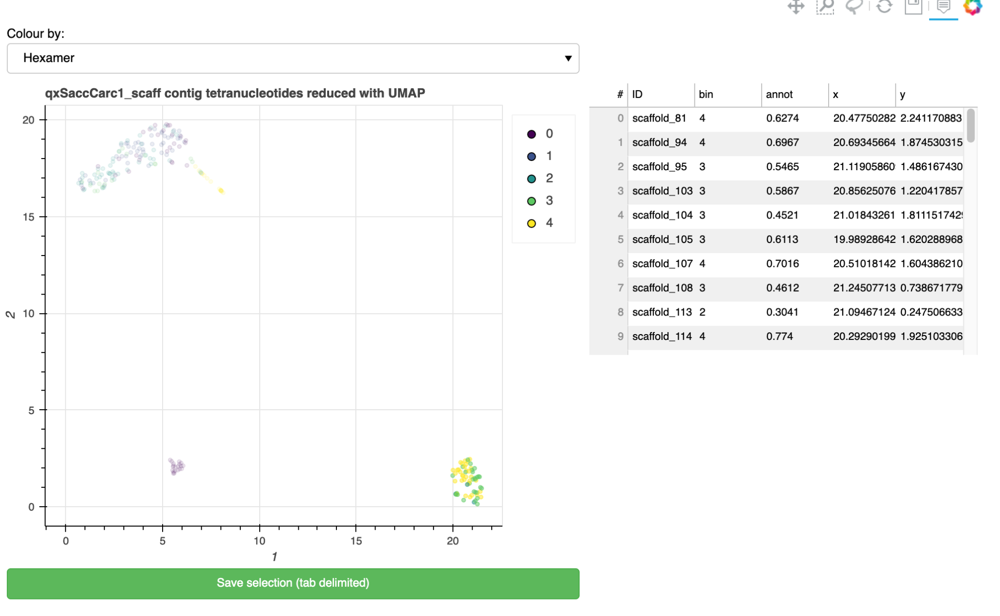 Colour by:
Hexamer
qxSaccCarc1_scaff contig tetranucleotides reduced with UMAP
20
15
10
5
0
2
0
5
10
15
20
1
0
1
2
3
4
# ID bin annot x y
0 scaffold_81 4 0.6274 20.47750282 2.241170883
1 scaffold_94 4 0.6967 20.69345664 1.874530315
2 scaffold_95 3 0.5465 21.11905860 1.486167430
3 scaffold_103 3 0.5867 20.85625076 1.220417857
4 scaffold_104 3 0.4521 21.01843261 1.811151742
5 scaffold_105 3 0.6113 19.98928642 1.620288968
6 scaffold_107 4 0.7016 20.51018142 1.604386210
7 scaffold_108 3 0.4612 21.24507713 0.738671779
8 scaffold_113 2 0.3041 21.09467124 0.247506633
9 scaffold_114 4 0.774 20.29290199 1.925103306
Save selection (tab delimited)